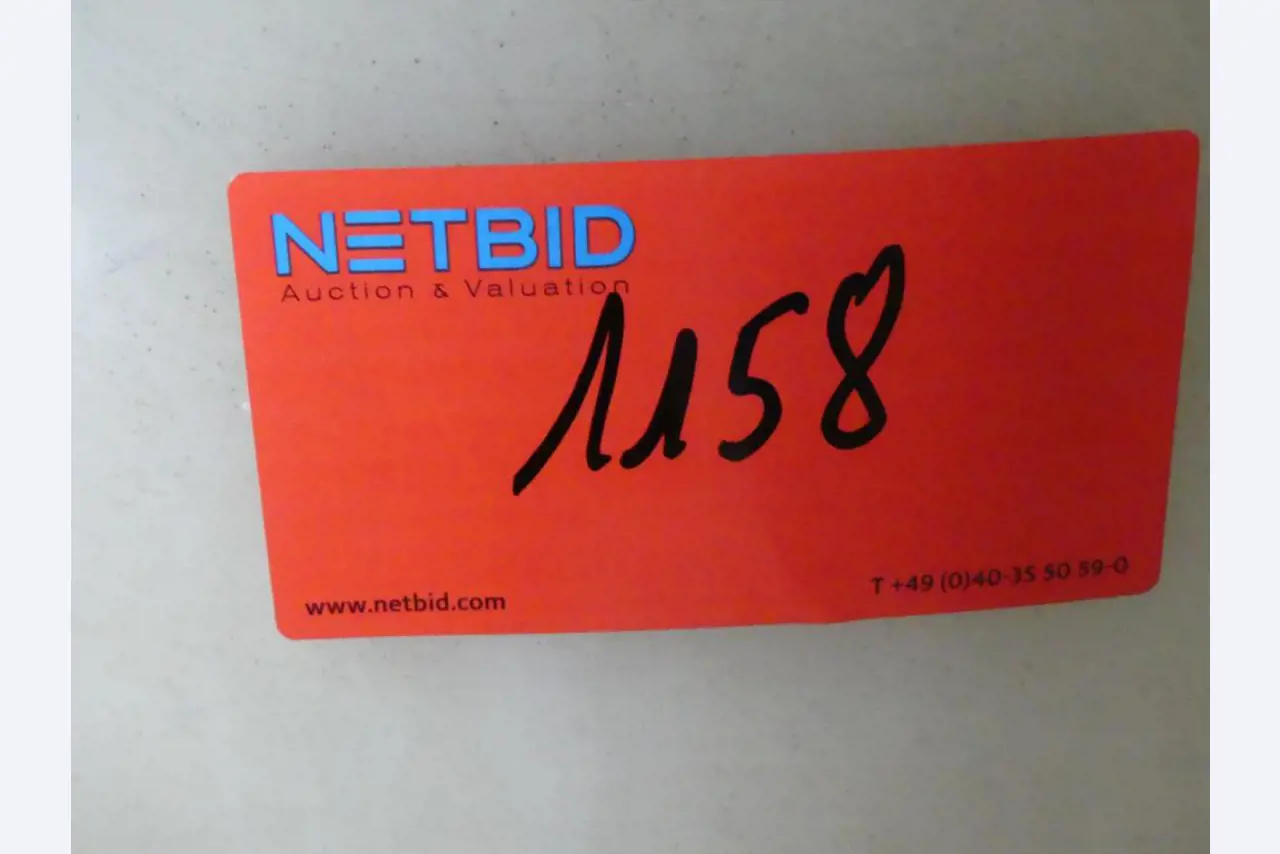 NETBID
Auction & Valuation
1158
www.netbid.com
T +49 (0)40-35 50 59-0